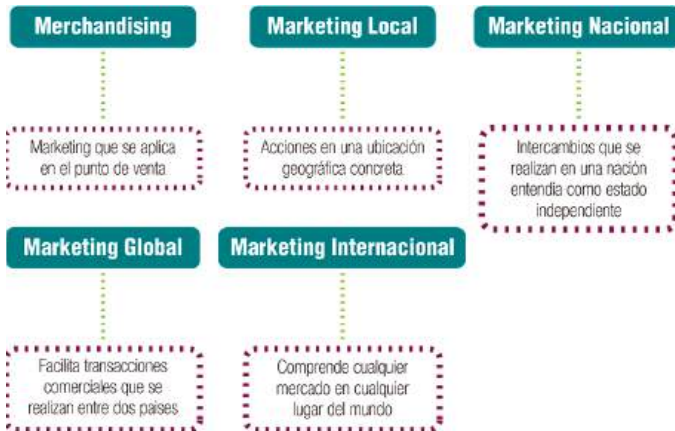 Merchandising
Marketing Local
Marketing Nacional
Marketing que se aplica
en el punto de venta
Acciones en una ubicación
geográfica concreta
Intercambios que se
realizan en una nación
entendia como estado
independiente
Marketing Global
Marketing Internacional
Facilita transacciones
comerciales que se
realizan entre dos paises
Comprende cualquier
mercado en cualquier
lugar del mundo